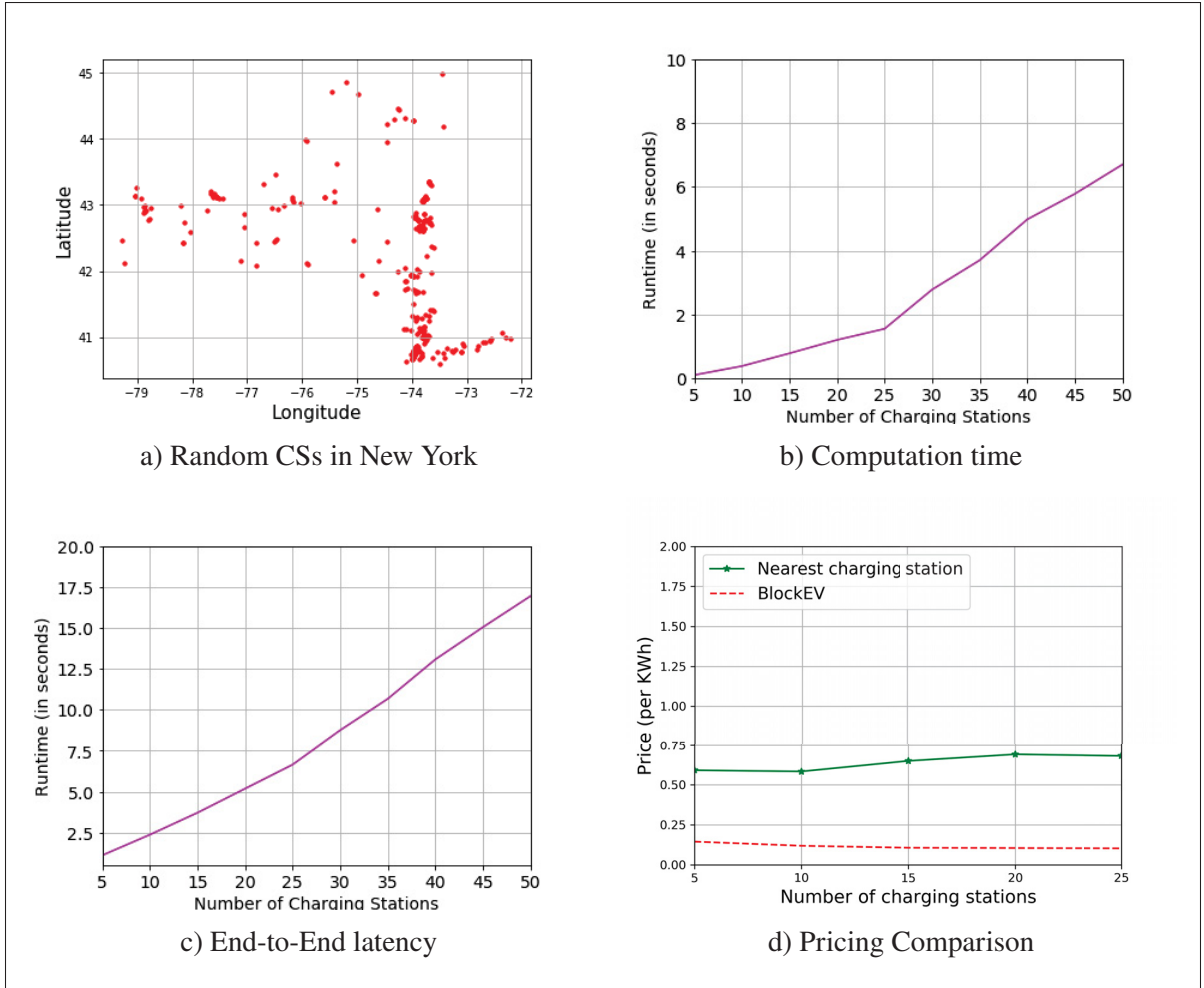 45
44
43
42
41
Latitude
−79 −78 −77 −76 −75 −74 −73 −72
Longitude
a) Random CSs in New York
10
8
6
4
2
0
Runtime (in seconds)
5 10 15 20 25 30 35 40 45 50
Number of Charging Stations
b) Computation time
20.0
17.5
15.0
12.5
10.0
7.5
5.0
2.5
Runtime (in seconds)
5 10 15 20 25 30 35 40 45 50
Number of Charging Stations
c) End-to-End latency
2.00
1.75
1.50
1.25
1.00
0.75
0.50
0.25
0.00
Price (per KWh)
Nearest charging station
BlockEV
5 10 15 20 25
Number of charging stations
d) Pricing Comparison